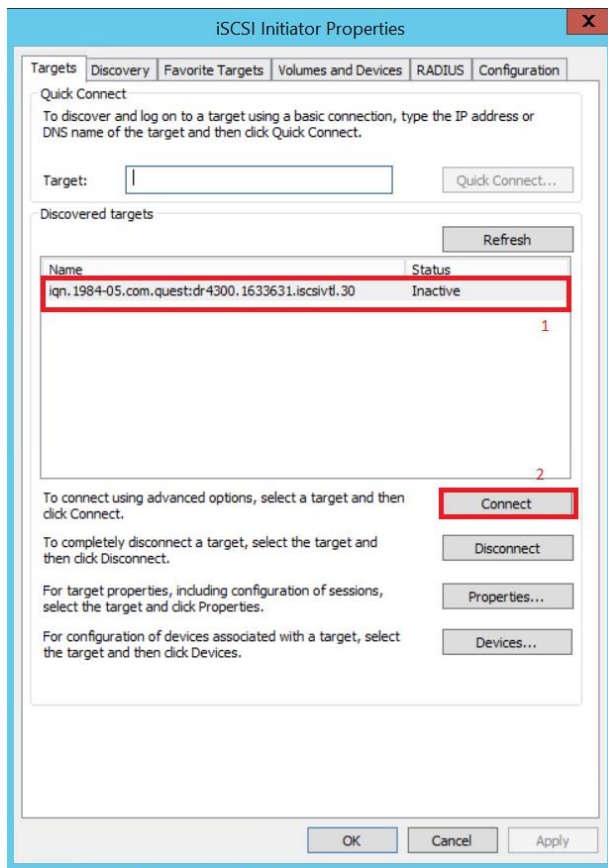 iSCSI Initiator Properties
x
Targets Discovery Favorite Targets Volumes and Devices RADIUS Configuration
Quick Connect
To discover and log on to a target using a basic connection, type the IP address or
DNS name of the target and then click Quick Connect.
Target:
Quick Connect...
Discovered targets
Refresh
Name Status
iqn.1984-05.com.quest:dr4300.1633631.iscsivtl.30 Inactive
1
2
To connect using advanced options, select a target and then
click Connect.
Connect
To completely disconnect a target, select the target and
then click Disconnect.
Disconnect
For target properties, including configuration of sessions,
select the target and click Properties.
Properties...
For configuration of devices associated with a target, select
the target and then click Devices.
Devices...
OK Cancel Apply